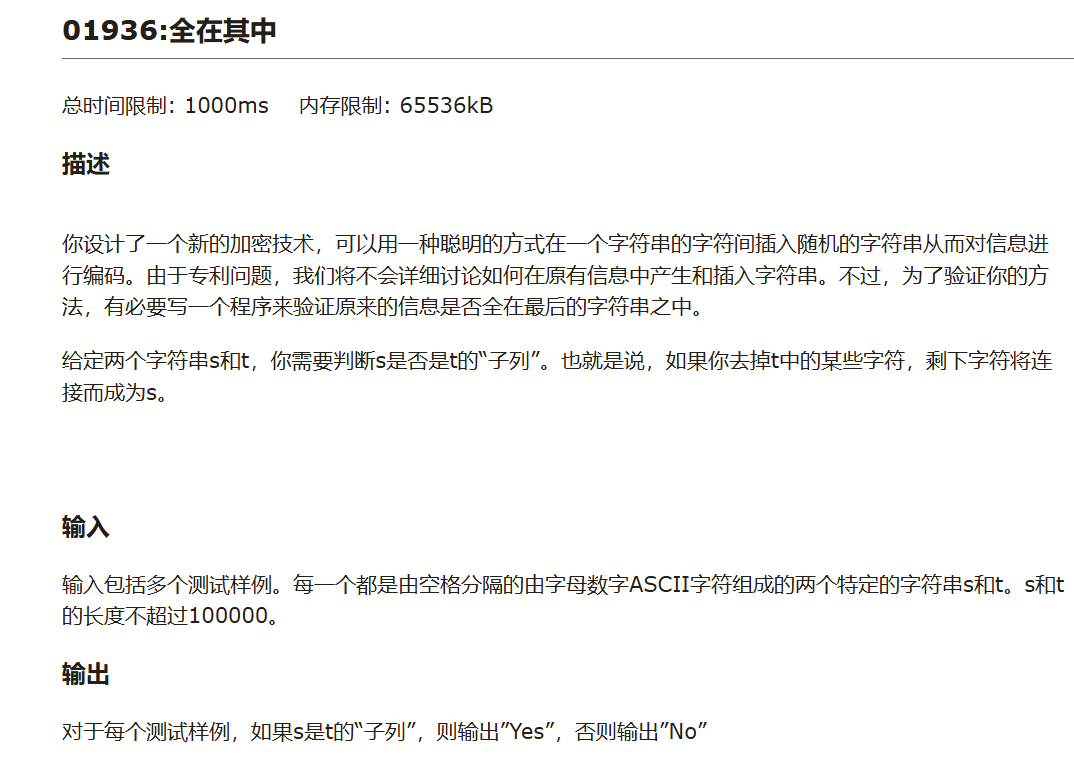 01936:全在其中
总时间限制: 1000ms 内存限制: 65536kB
描述
你设计了一个新的加密技术，可以用一种聪明的方式在一个字符串的字符间插入随机的字符串从而对信息进
行编码。由于专利问题，我们将不会详细讨论如何在原有信息中产生和插入字符串。不过，为了验证你的方
法，有必要写一个程序来验证原来的信息是否全在最后的字符串之中。
给定两个字符串s和t，你需要判断s是否是t的“子列”。也就是说，如果你去掉t中的某些字符，剩下字符将连
接而成为s。
输入
输入包括多个测试样例。每一个都是由空格分隔的由字母数字ASCII字符组成的两个特定的字符串s和t。s和t
的长度不超过100000。
输出
对于每个测试样例，如果s是t的“子列”，则输出”Yes”，否则输出”No”